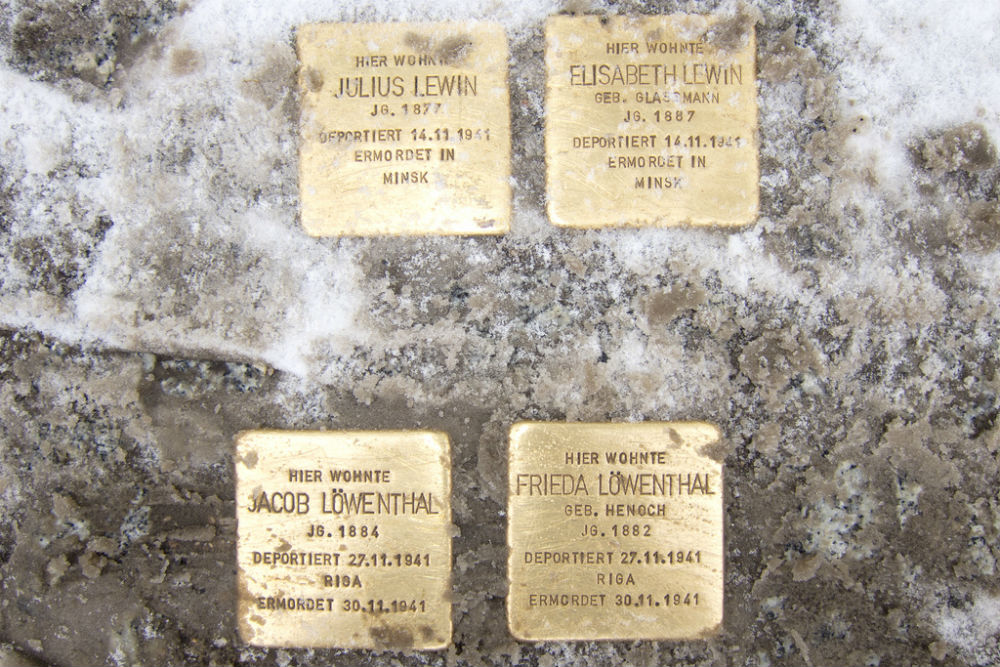 HIER WOHNTE
JULIUS LEWIN
JG. 1877
DEPORTIERT 14.11.1941
ERMORDET IN
MINSK
HIER WOHNTE
ELISABETH LEWIN
GEB. GLASSMANN
JG. 1887
DEPORTIERT 14.11.1941
ERMORDET IN
MINSK
HIER WOHNTE
JACOB LÖWENTHAL
JG. 1884
DEPORTIERT 27.11.1941
RIGA
ERMORDET 30.11.1941
HIER WOHNTE
FRIEDA LÖWENTHAL
GEB. HENOCH
JG. 1882
DEPORTIERT 27.11.1941
RIGA
ERMORDET 30.11.1941